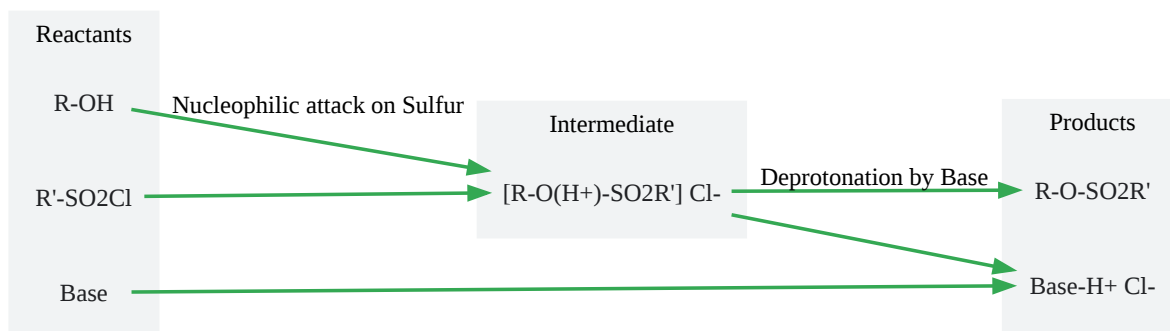 Reactants
R-OH
R'-SO2Cl
Base
Nucleophilic attack on Sulfur
Intermediate
[R-O(H+)-SO2R'] Cl-
Deprotonation by Base
Products
R-O-SO2R'
Base-H+ Cl-